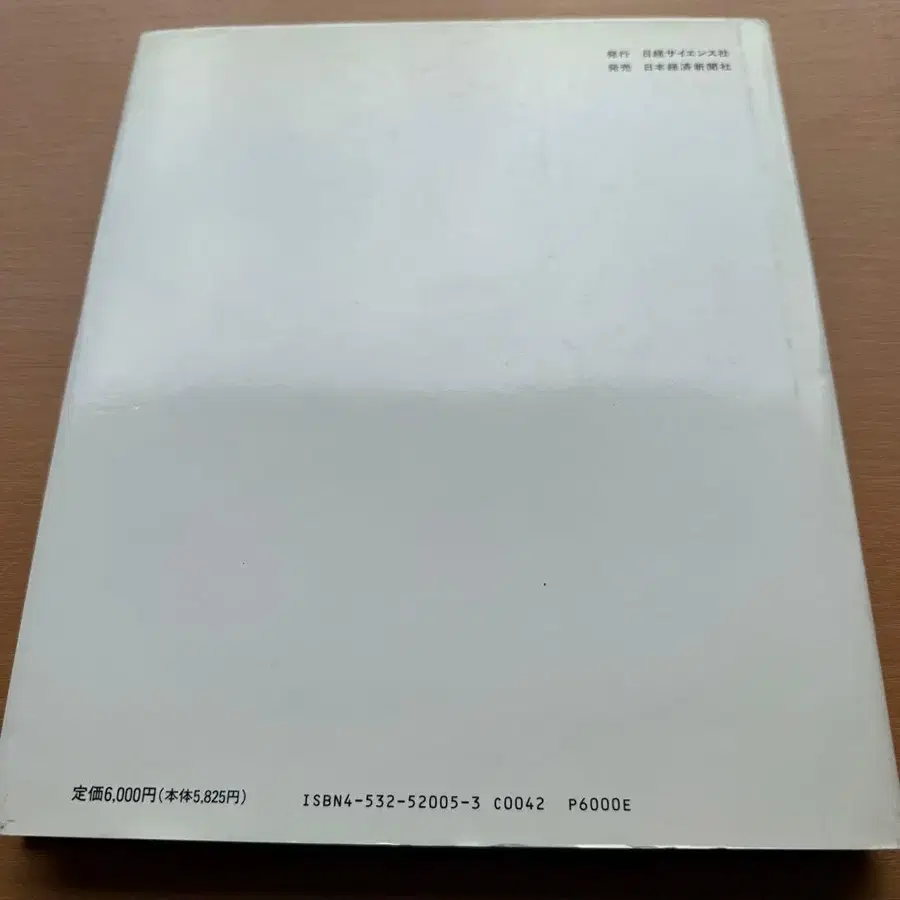 発行 日経サイエンス社
発売 日本経済新聞社
定価6,000円(本体5,825円)
ISBN4-532-52005-3 C0042 P6000E